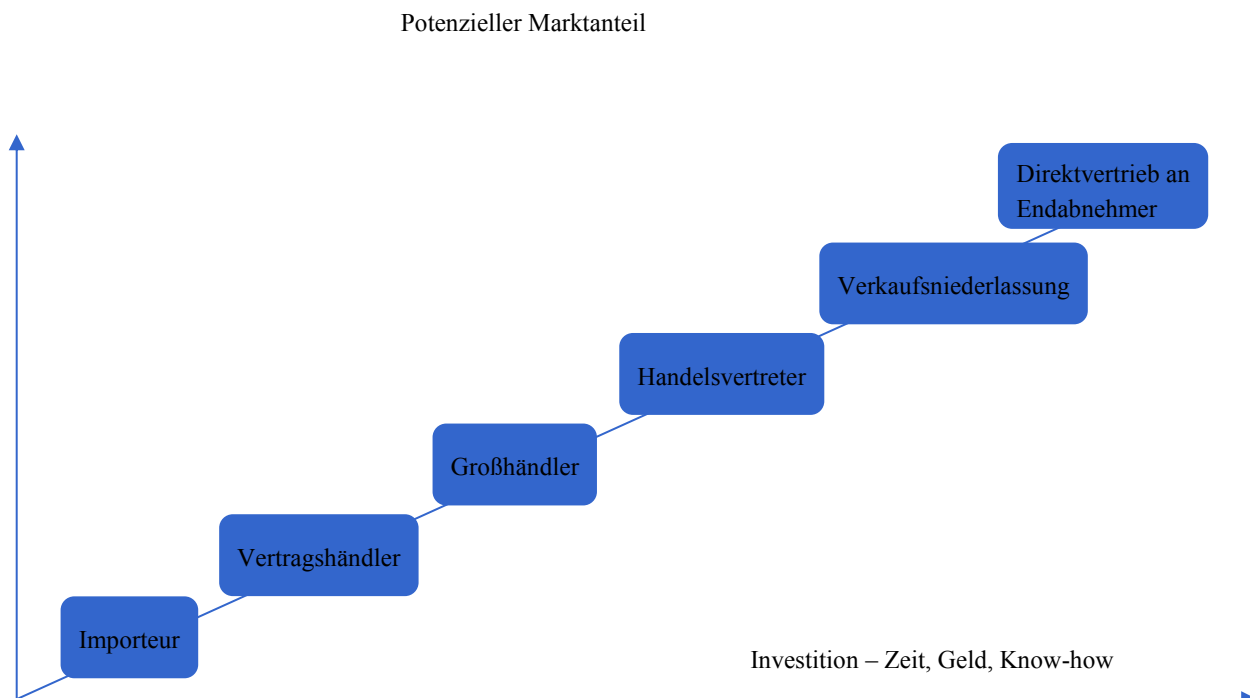 Potenzieller Marktanteil
Direktvertrieb an
Endabnehmer
Verkaufsniederlassung
Handelsvertreter
Großhändler
Vertragshändler
Importeur
Investition – Zeit, Geld, Know-how